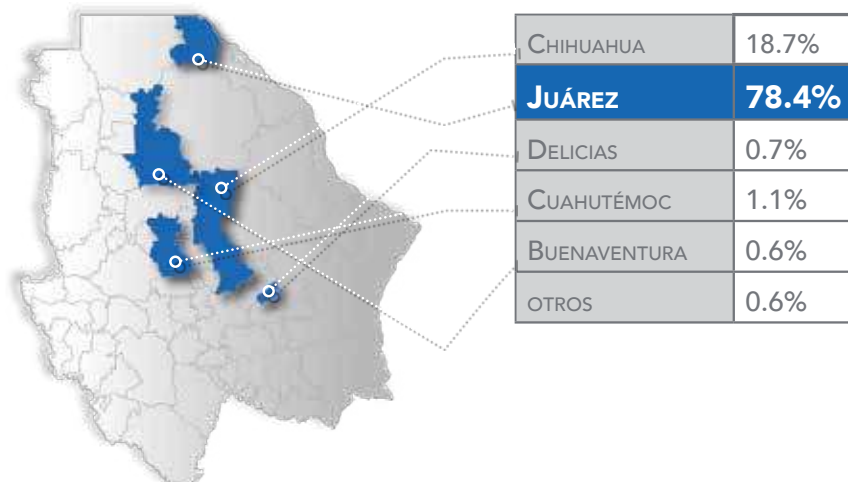 Chihuahua 18.7%
Juárez 78.4%
Delicias 0.7%
Cuahutémoc 1.1%
Buenaventura 0.6%
otros 0.6%